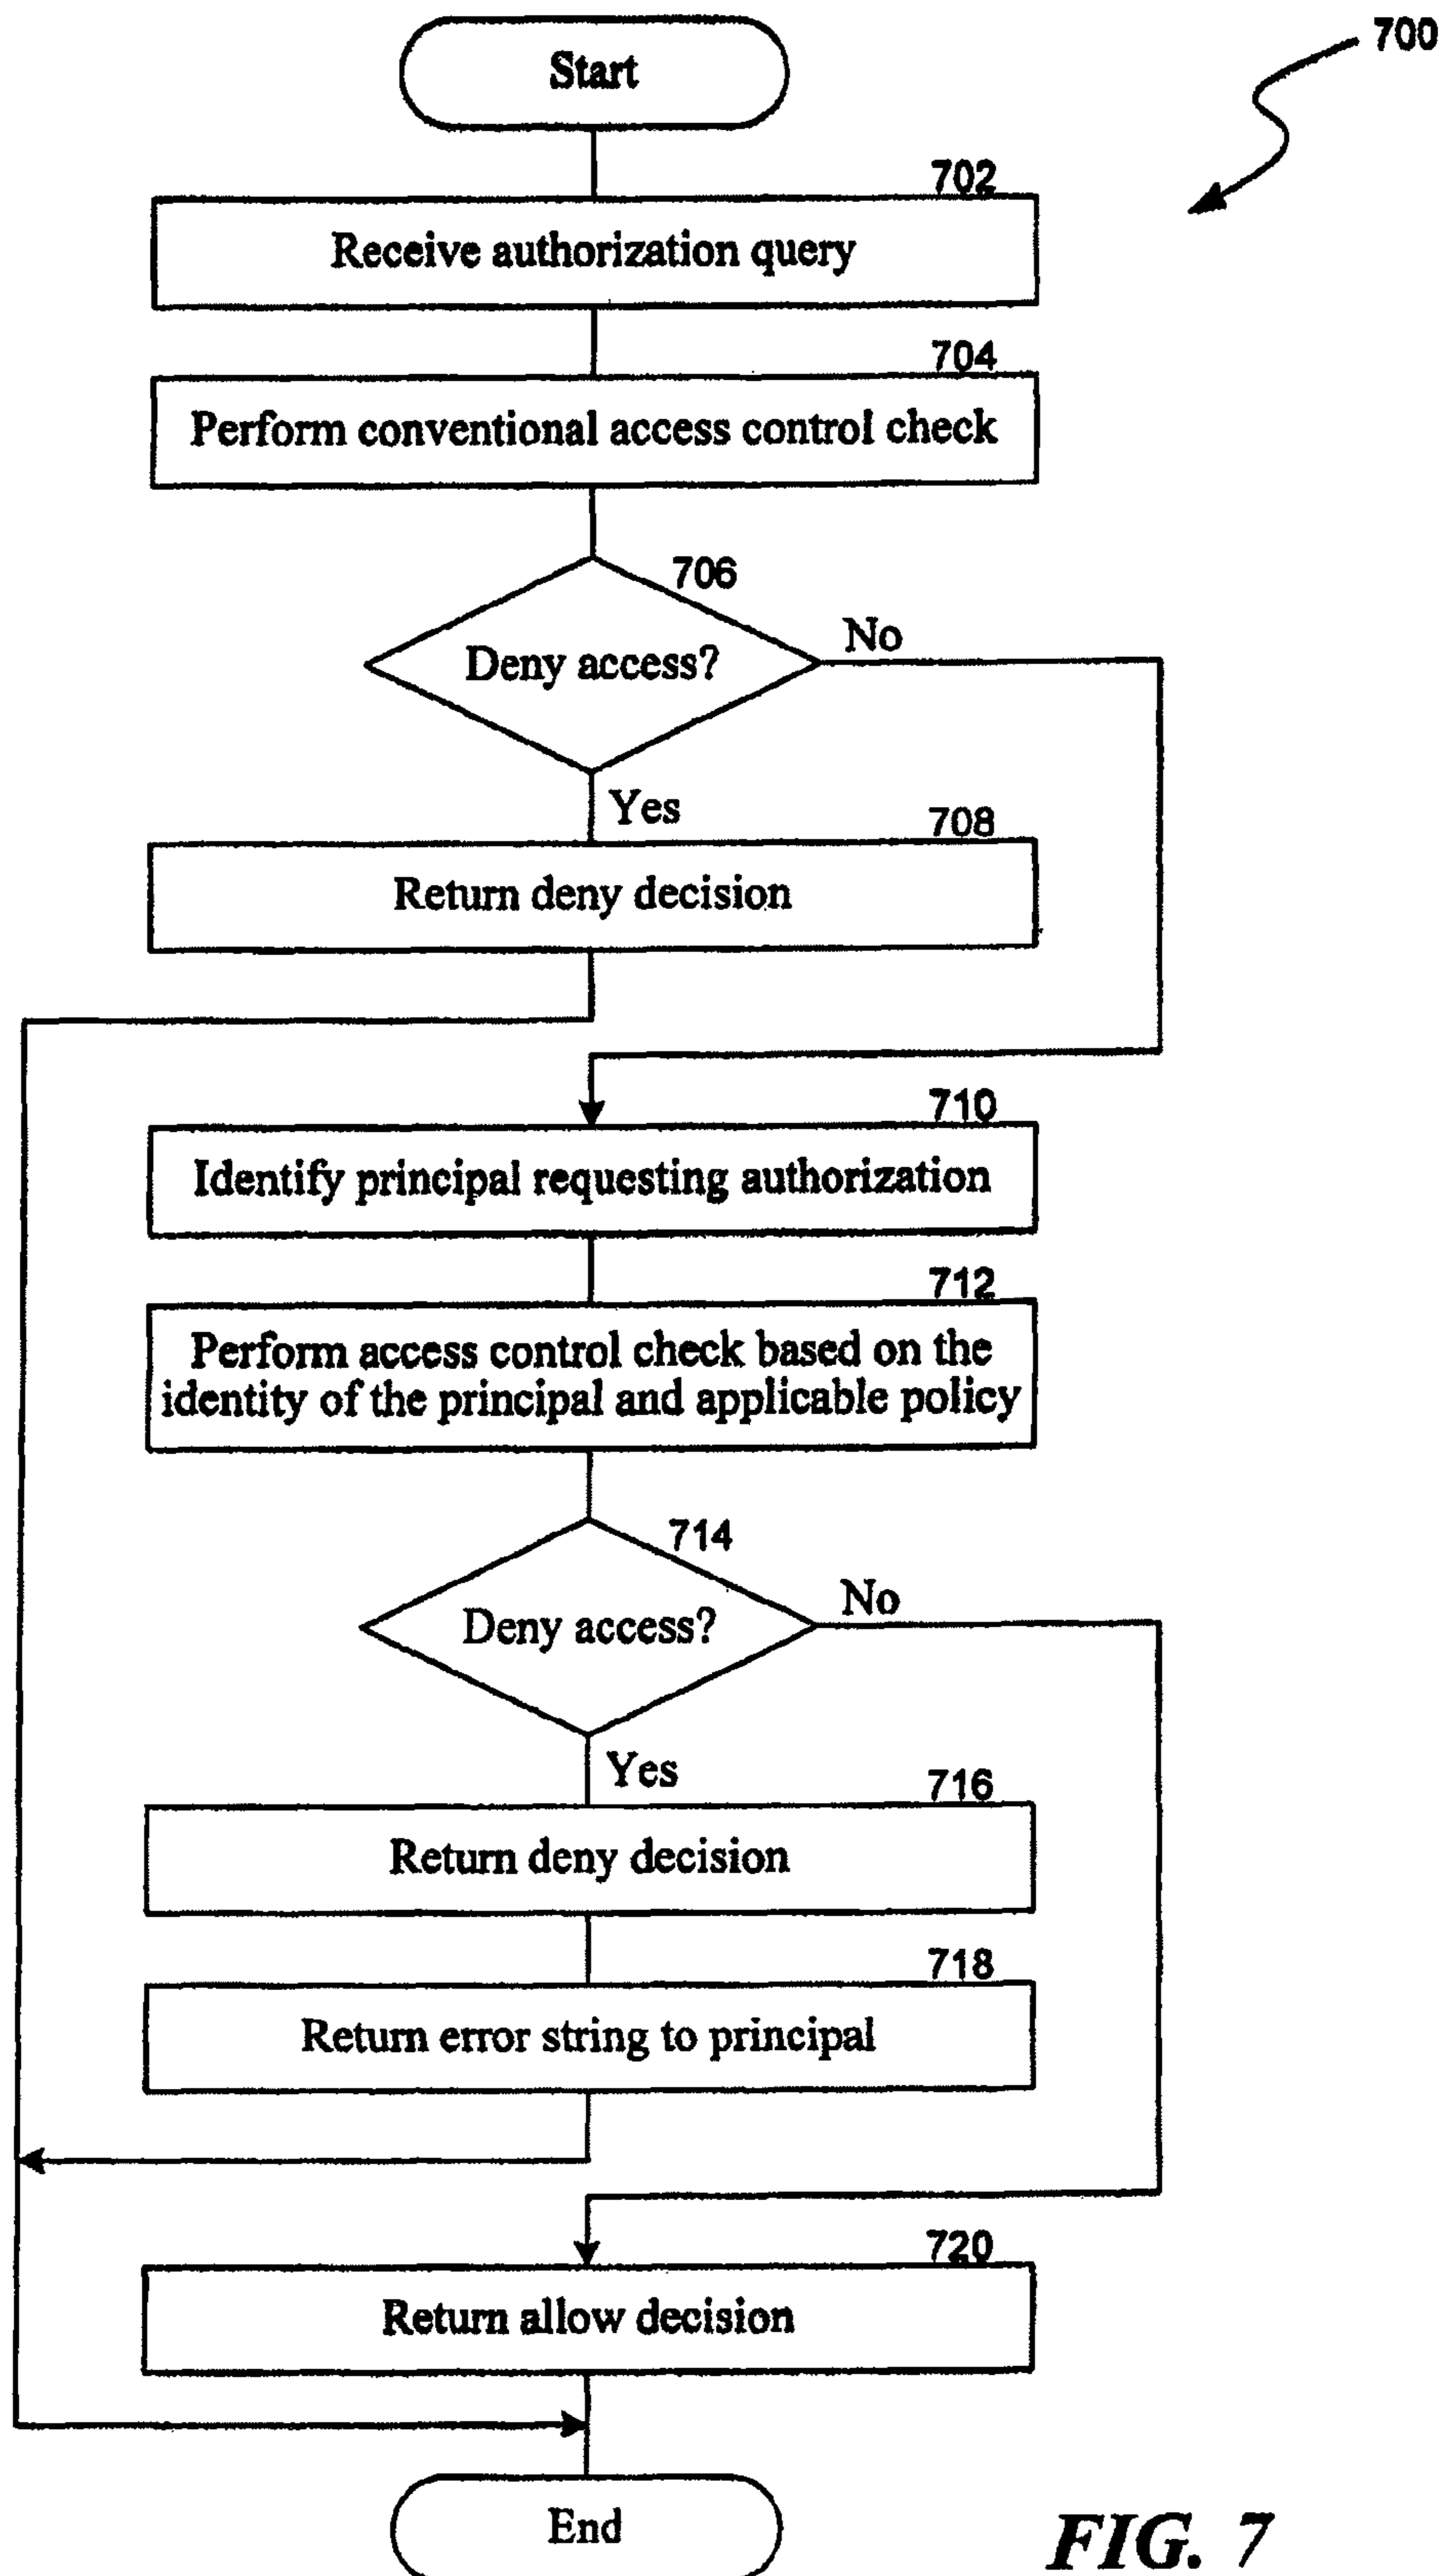 700
Start
702
Receive authorization query
704
Perform conventional access control check
706
Deny access?
No
Yes
708
Return deny decision
710
Identify principal requesting authorization
712
Perform access control check based on the
identity of the principal and applicable policy
714
Deny access?
No
Yes
716
Return deny decision
718
Return error string to principal
720
Return allow decision
End
FIG. 7